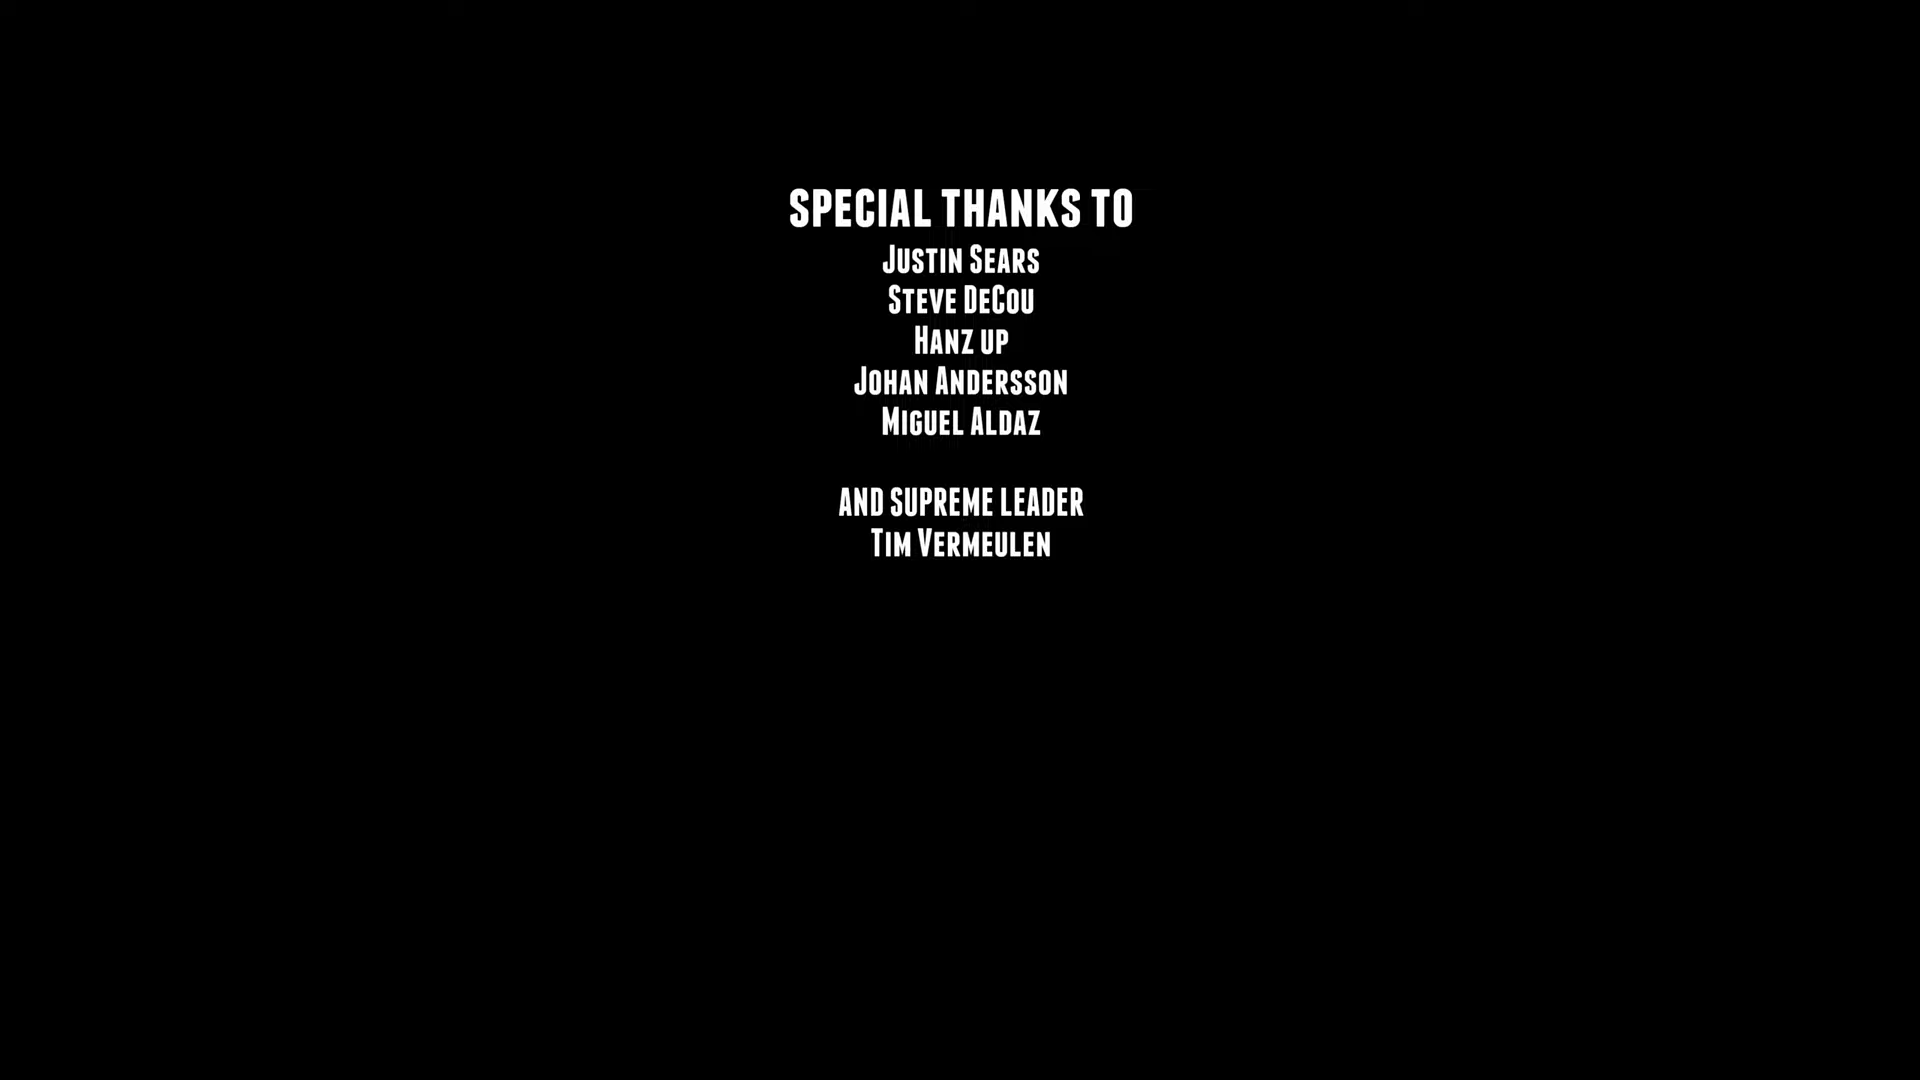 SPECIAL THANKS TO
Justin Sears
Steve DeCou
Hanz up
Johan Andersson
Miguel Aldaz
AND SUPREME LEADER
Tim Vermeulen